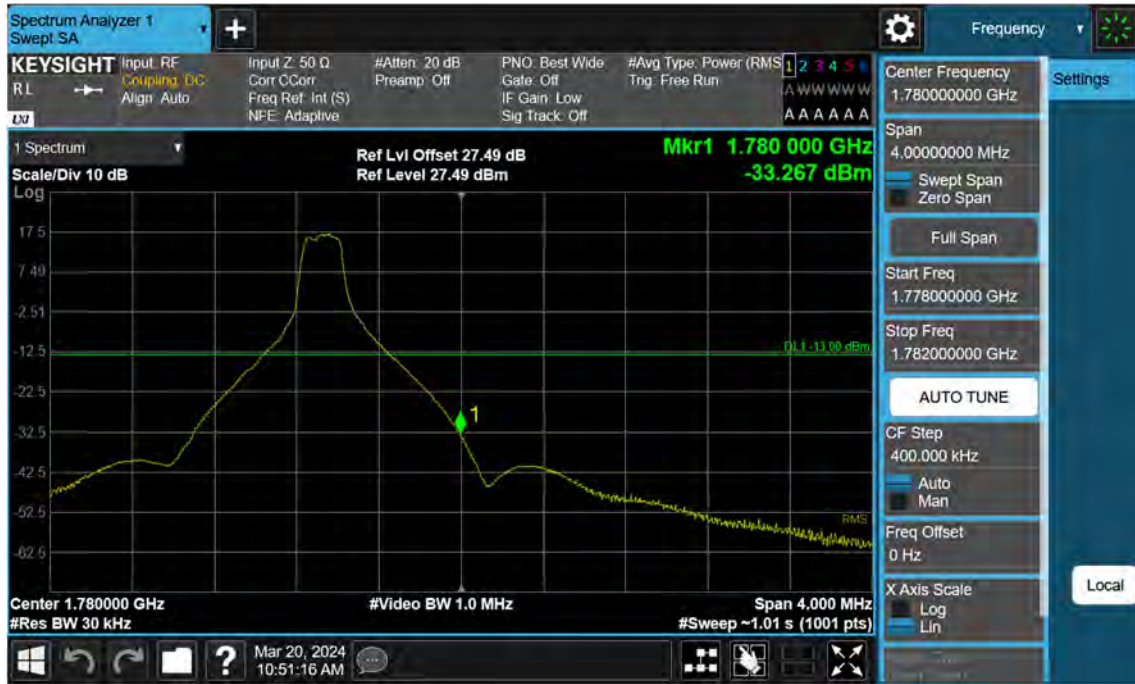 Spectrum Analyzer 1
Swept SA
+
Frequency
KEYSIGHT
RL
LXI
Input: RF
Coupling: DC
Align: Auto
Input Z: 50 Ω
Corr CCorr
Freq Ref: Int (S)
NFE: Adaptive
#Atten: 20 dB
Preamp: Off
PNO: Best Wide
Gate: Off
IF Gain: Low
Sig Track: Off
#Avg Type: Power (RMS
Trig: Free Run
1 2 3 4 5 6
A W W W W W
A A A A A A
1 Spectrum
Scale/Div 10 dB
Log
Ref Lvl Offset 27.49 dB
Ref Level 27.49 dBm
Mkr1 1.780 000 GHz
-33.267 dBm
17.5
7.49
-2.51
-12.5
-22.5
-32.5
-42.5
-52.5
-62.5
DL1 -13.00 dBm
1
RMS
Center 1.780000 GHz
#Res BW 30 kHz
#Video BW 1.0 MHz
Span 4.000 MHz
#Sweep ~1.01 s (1001 pts)
?
Mar 20, 2024
10:51:16 AM
Center Frequency
1.780000000 GHz
Span
4.00000000 MHz
Swept Span
Zero Span
Full Span
Start Freq
1.778000000 GHz
Stop Freq
1.782000000 GHz
AUTO TUNE
CF Step
400.000 kHz
Auto
Man
Freq Offset
0 Hz
X Axis Scale
Log
Lin
Settings
Local